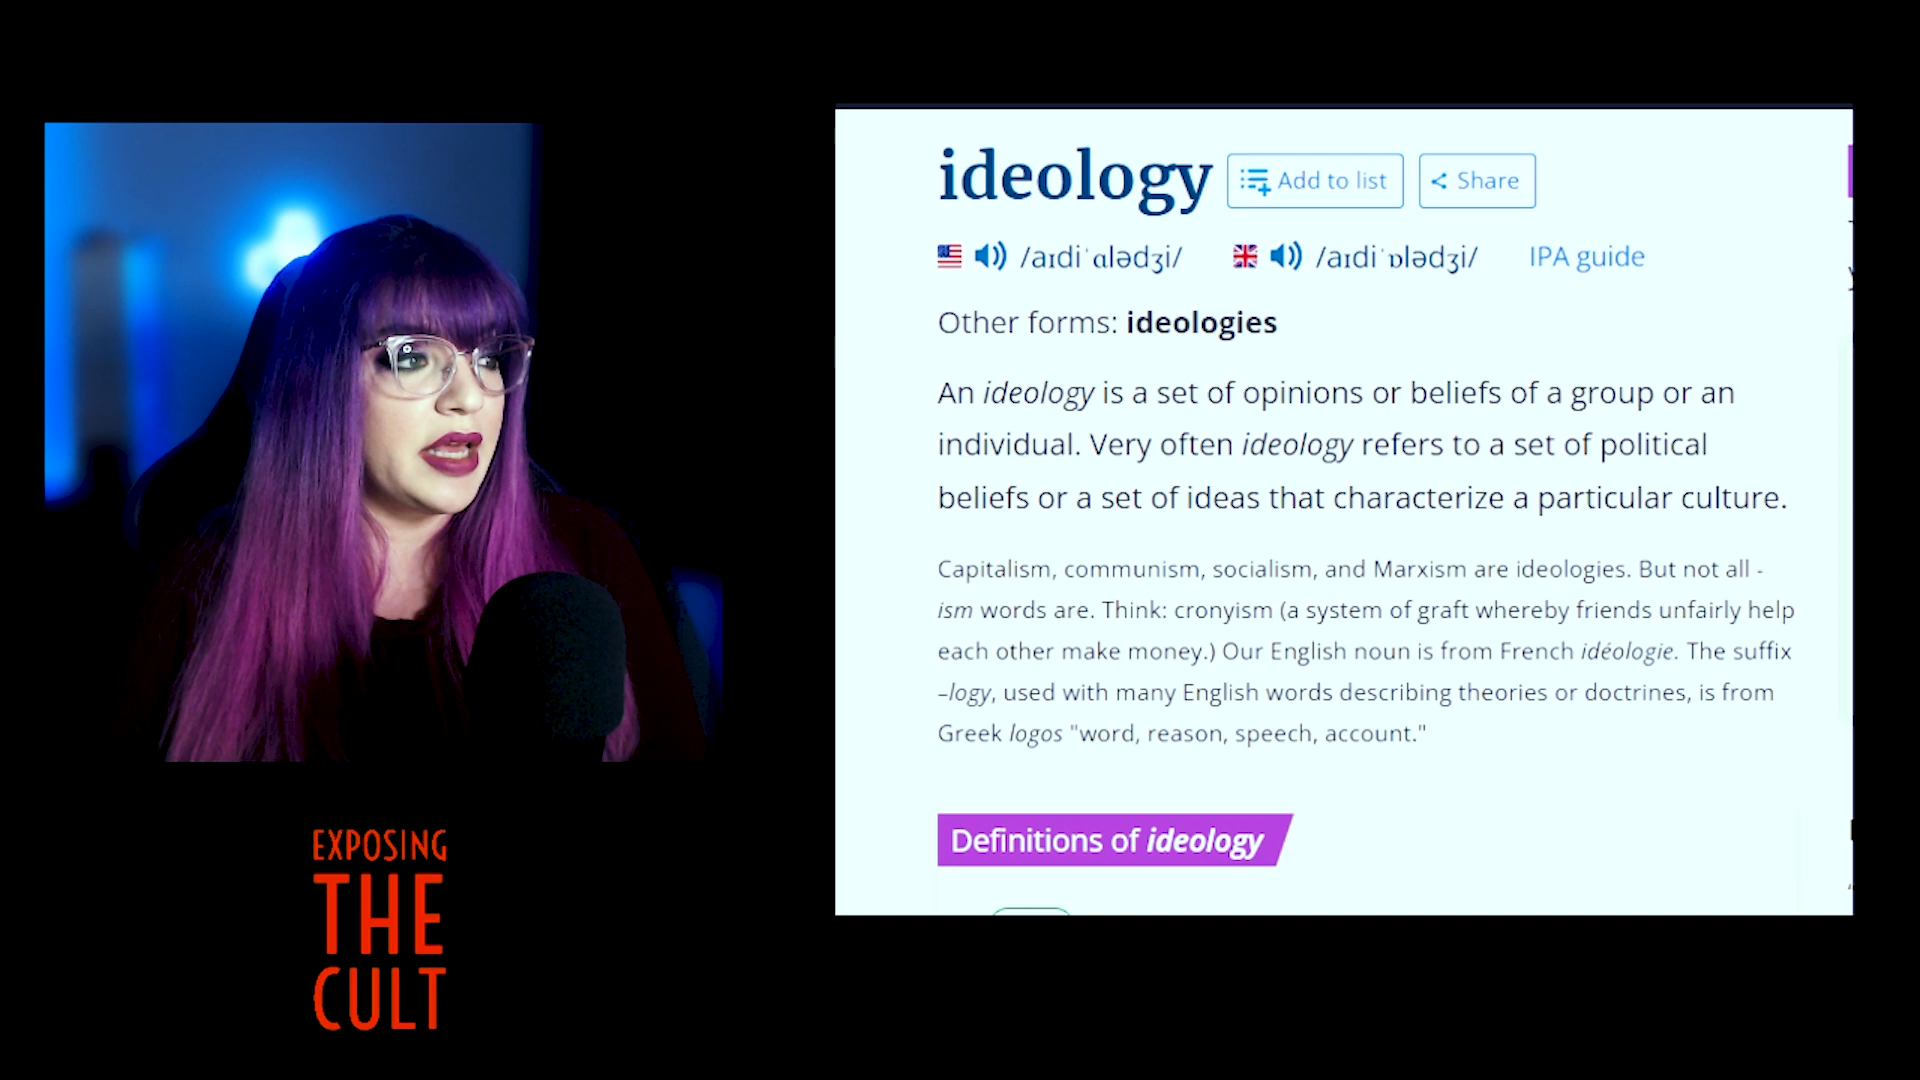 ideology
Add to list
Share
/aɪdiˈɑlədʒi/
/aɪdiˈɒlədʒi/
IPA guide
Other forms: ideologies
An ideology is a set of opinions or beliefs of a group or an
individual. Very often ideology refers to a set of political
beliefs or a set of ideas that characterize a particular culture.
Capitalism, communism, socialism, and Marxism are ideologies. But not all -
ism words are. Think: cronyism (a system of graft whereby friends unfairly help
each other make money.) Our English noun is from French idéologie. The suffix
–logy, used with many English words describing theories or doctrines, is from
Greek logos "word, reason, speech, account."
Definitions of ideology
EXPOSING
THE
CULT